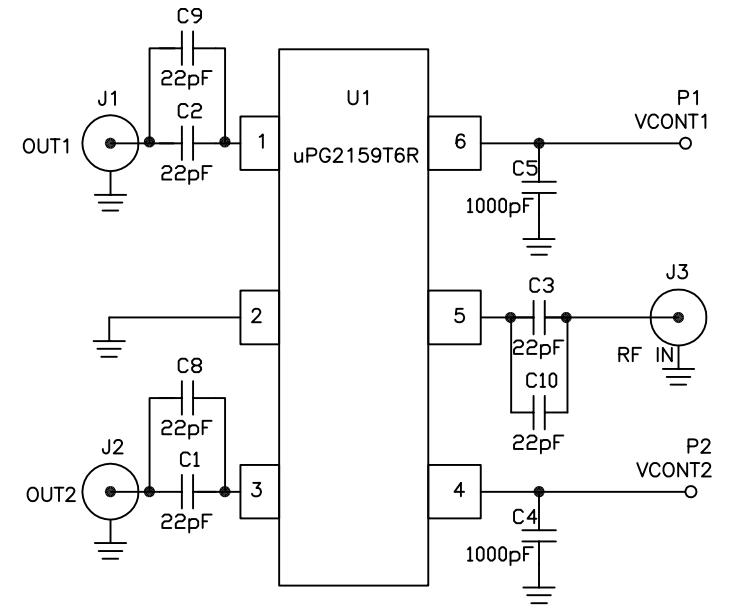 C9
22pF
J1
C2
OUT1
22pF
1
U1
uPG2159T6R
6
P1
VCONT1
C5
1000pF
2
5
C3
22pF
C10
22pF
J3
RF IN
C8
22pF
J2
C1
OUT2
22pF
3
4
P2
VCONT2
C4
1000pF